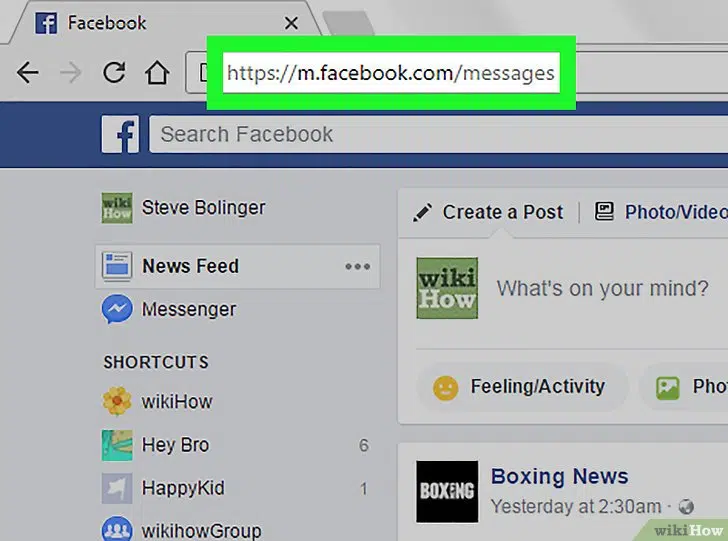 Facebook
https://m.facebook.com/messages
f Search Facebook
wiki How Steve Bolinger
Create a Post Photo/Video
News Feed
wiki
How
What's on your mind?
Messenger
SHORTCUTS
Feeling/Activity Pho
wikiHow
Hey Bro 6
BOXING Boxing News
HappyKid 1
Yesterday at 2:30am ·
wikihowGroup
wikiHow